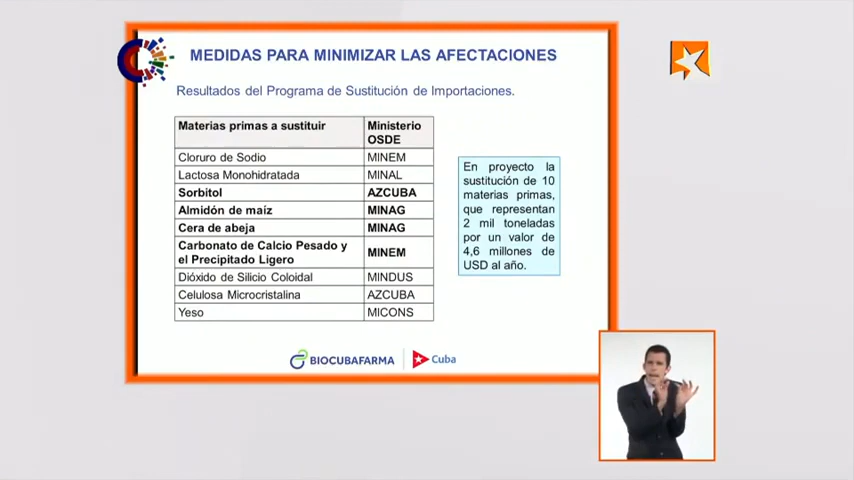 MEDIDAS PARA MINIMIZAR LAS AFECTACIONES
Resultados del Programa de Sustitución de Importaciones.
Materias primas a sustituir
Ministerio
OSDE
Cloruro de Sodio
MINEM
Lactosa Monohidratada
MINAL
Sorbitol
AZCUBA
Almidón de maíz
MINAG
Cera de abeja
MINAG
Carbonato de Calcio Pesado y
el Precipitado Ligero
MINEM
Dióxido de Silicio Coloidal
MINDUS
Celulosa Microcristalina
AZCUBA
Yeso
MICONS
En proyecto la
sustitución de 10
materias primas,
que representan
2 mil toneladas
por un valor de
4,6 millones de
USD al año.
BIOCUBAFARMA
Cuba